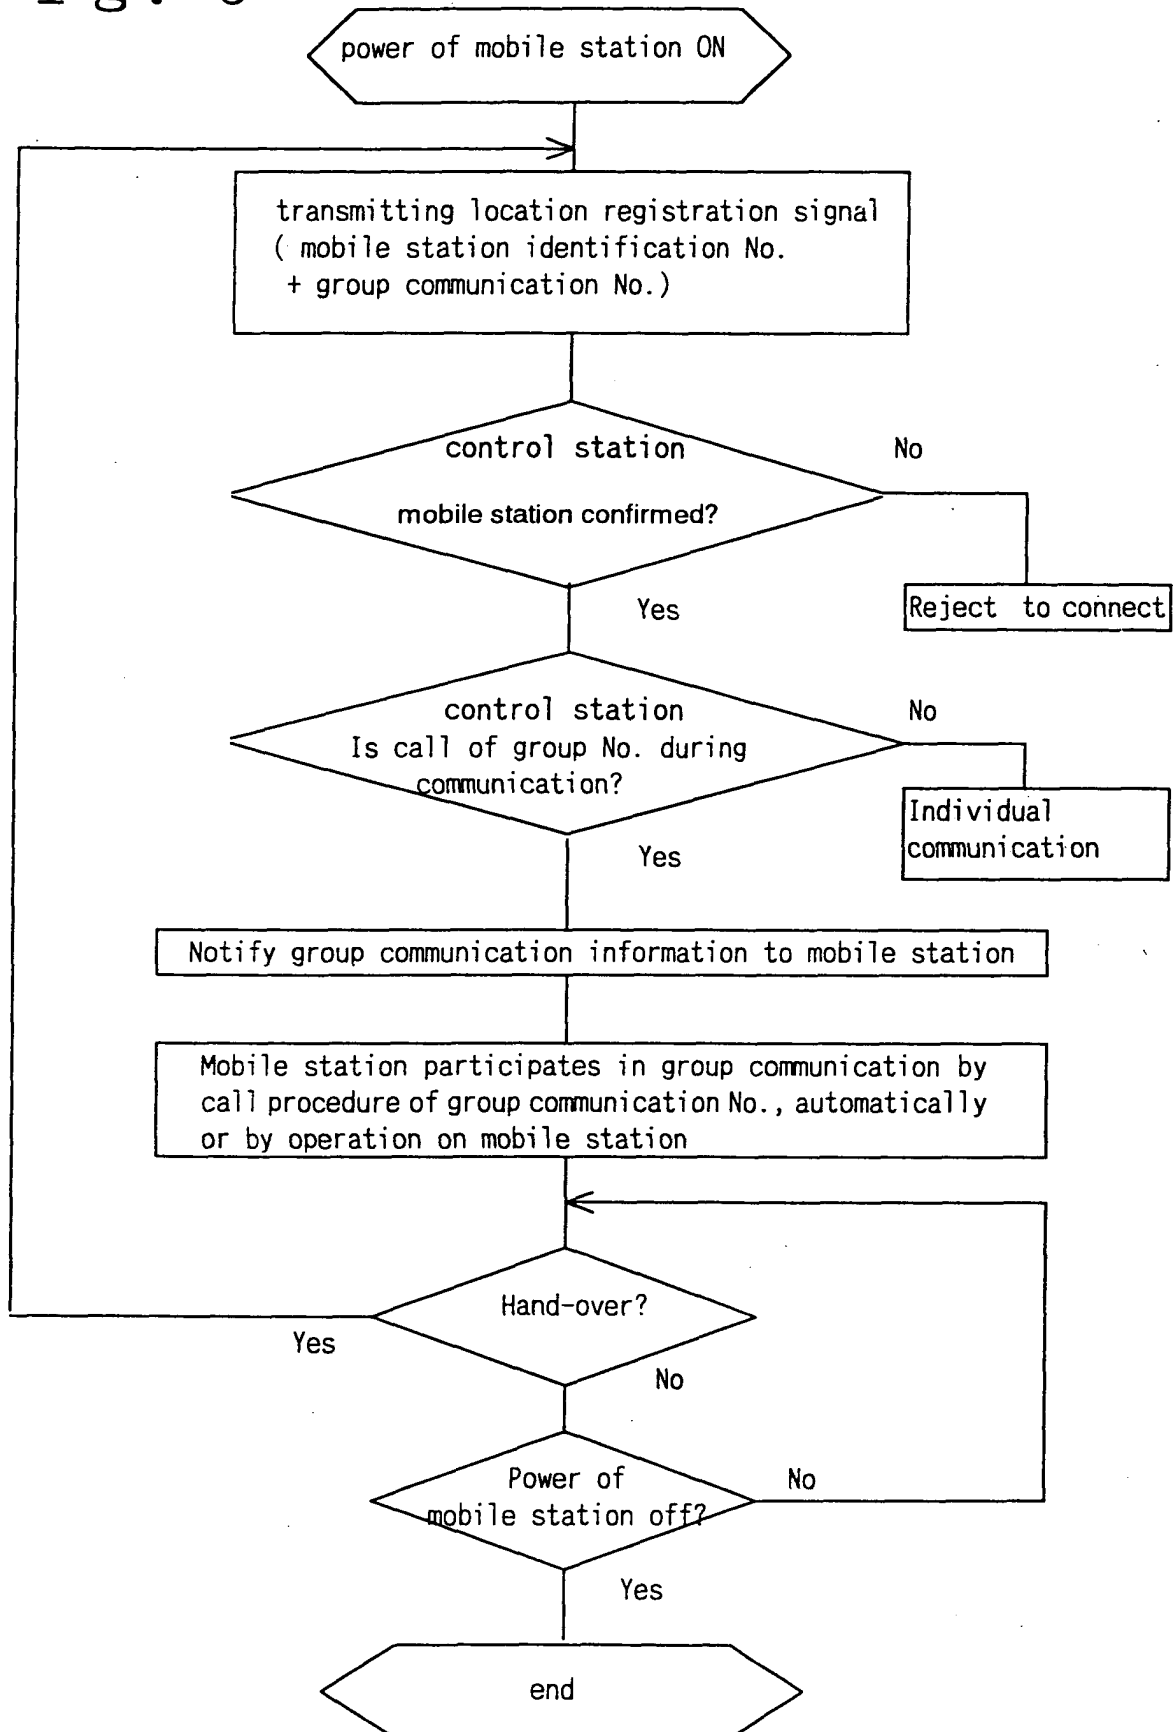 power of mobile station ON
transmitting location registration signal
( mobile station identification No.
+ group communication No.)
control station
No
mobile station confirmed?
Reject to connect
Yes
control station
No
Is call of group No. during
communication?
Individual
communication
Yes
Notify group communication information to mobile station
Mobile station participates in group communication by
call procedure of group communication No., automatically
or by operation on mobile station
Hand-over?
Yes
No
Power of
No
mobile station off?
Yes
end